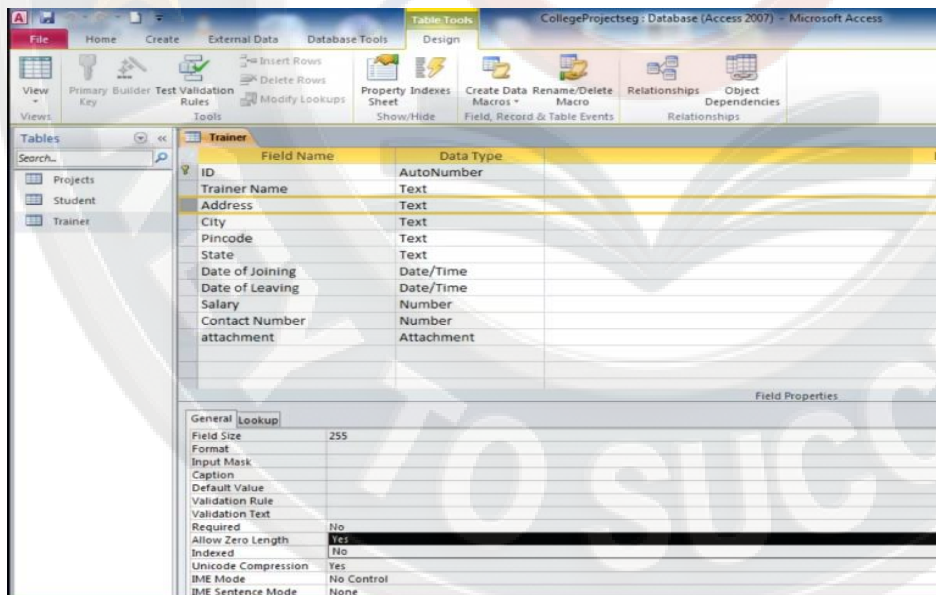 A
Table Tools
CollegeProjectseg : Database (Access 2007) - Microsoft Access
File Home Create External Data Database Tools Design
View Primary Key Builder Test Validation Rules Insert Rows Delete Rows Modify Lookups Property Sheet Indexes Create Data Macros Rename/Delete Macro Relationships Object Dependencies
Views Tools Show/Hide Field, Record & Table Events Relationships
Tables «
Search...
Projects
Student
Trainer
Trainer
Field Name Data Type
ID AutoNumber
Trainer Name Text
Address Text
City Text
Pincode Text
State Text
Date of Joining Date/Time
Date of Leaving Date/Time
Salary Number
Contact Number Number
attachment Attachment
Field Properties
General Lookup
Field Size 255
Format
Input Mask
Caption
Default Value
Validation Rule
Validation Text
Required No
Allow Zero Length Yes
Indexed No
Unicode Compression Yes
IME Mode No Control
IME Sentence Mode None
TO SUCC